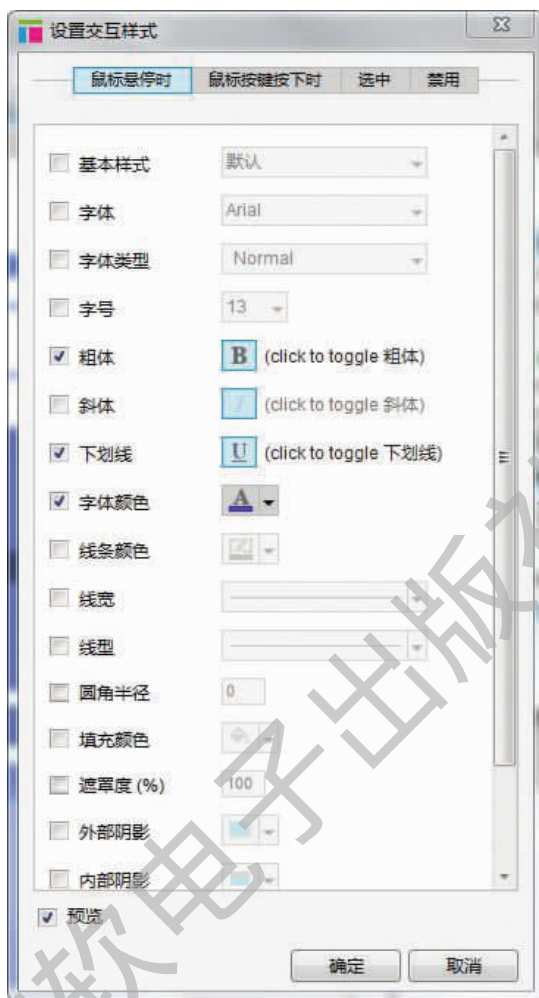 设置交互样式
鼠标悬停时 鼠标按键按下时 选中 禁用
基本样式 默认
字体 Arial
字体类型 Normal
字号 13
粗体 B (click to toggle 粗体)
斜体 I (click to toggle 斜体)
下划线 U (click to toggle 下划线)
字体颜色 A
线条颜色
线宽
线型
圆角半径 0
填充颜色
遮罩度 (%) 100
外部阴影
内部阴影
预览
确定 取消
软电子出版